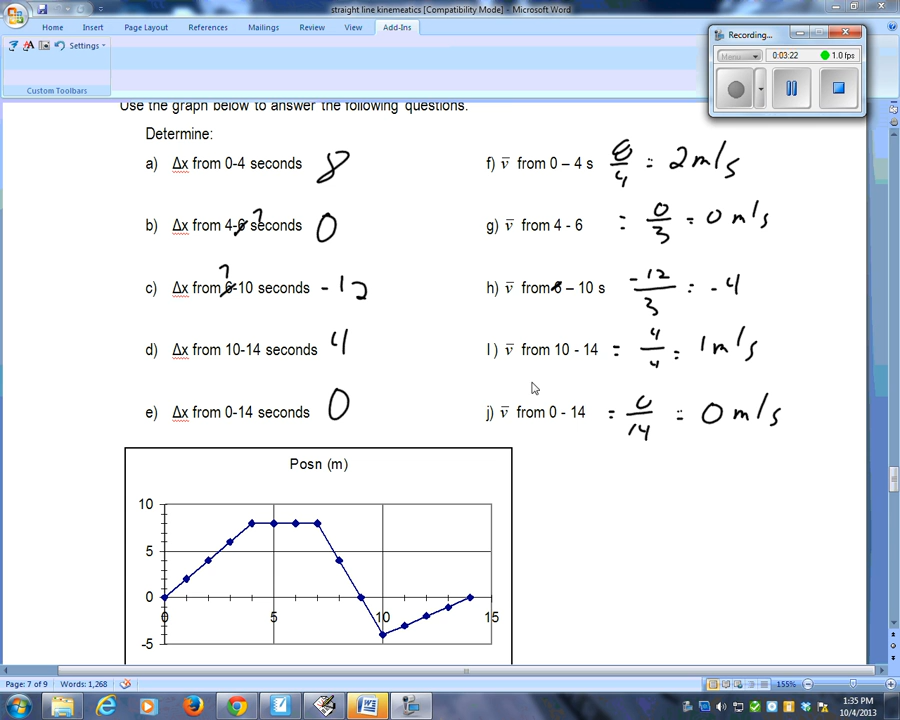 straight line kinemeatics [Compatibility Mode] - Microsoft Word
Home Insert Page Layout References Mailings Review View Add-Ins
Settings
Custom Toolbars
Recording...
Menu 0:03:22 1.0 fps
Use the graph below to answer the following questions.
Determine:
a) Δx from 0-4 seconds 8
f) v̅ from 0 – 4 s 8/4 = 2 m/s
b) Δx from 4-6 7 seconds 0
g) v̅ from 4 - 6 = 0/3 = 0 m/s
c) Δx from 6 7-10 seconds -12
h) v̅ from 6 – 10 s -12/3 = -4
d) Δx from 10-14 seconds 4
I ) v̅ from 10 - 14 = 4/4 = 1 m/s
e) Δx from 0-14 seconds 0
j) v̅ from 0 - 14 = 0/14 = 0 m/s
Posn (m)
10
5
0
0 5 10 15
-5
Page: 7 of 9 Words: 1,268 155%
1:35 PM
10/4/2013